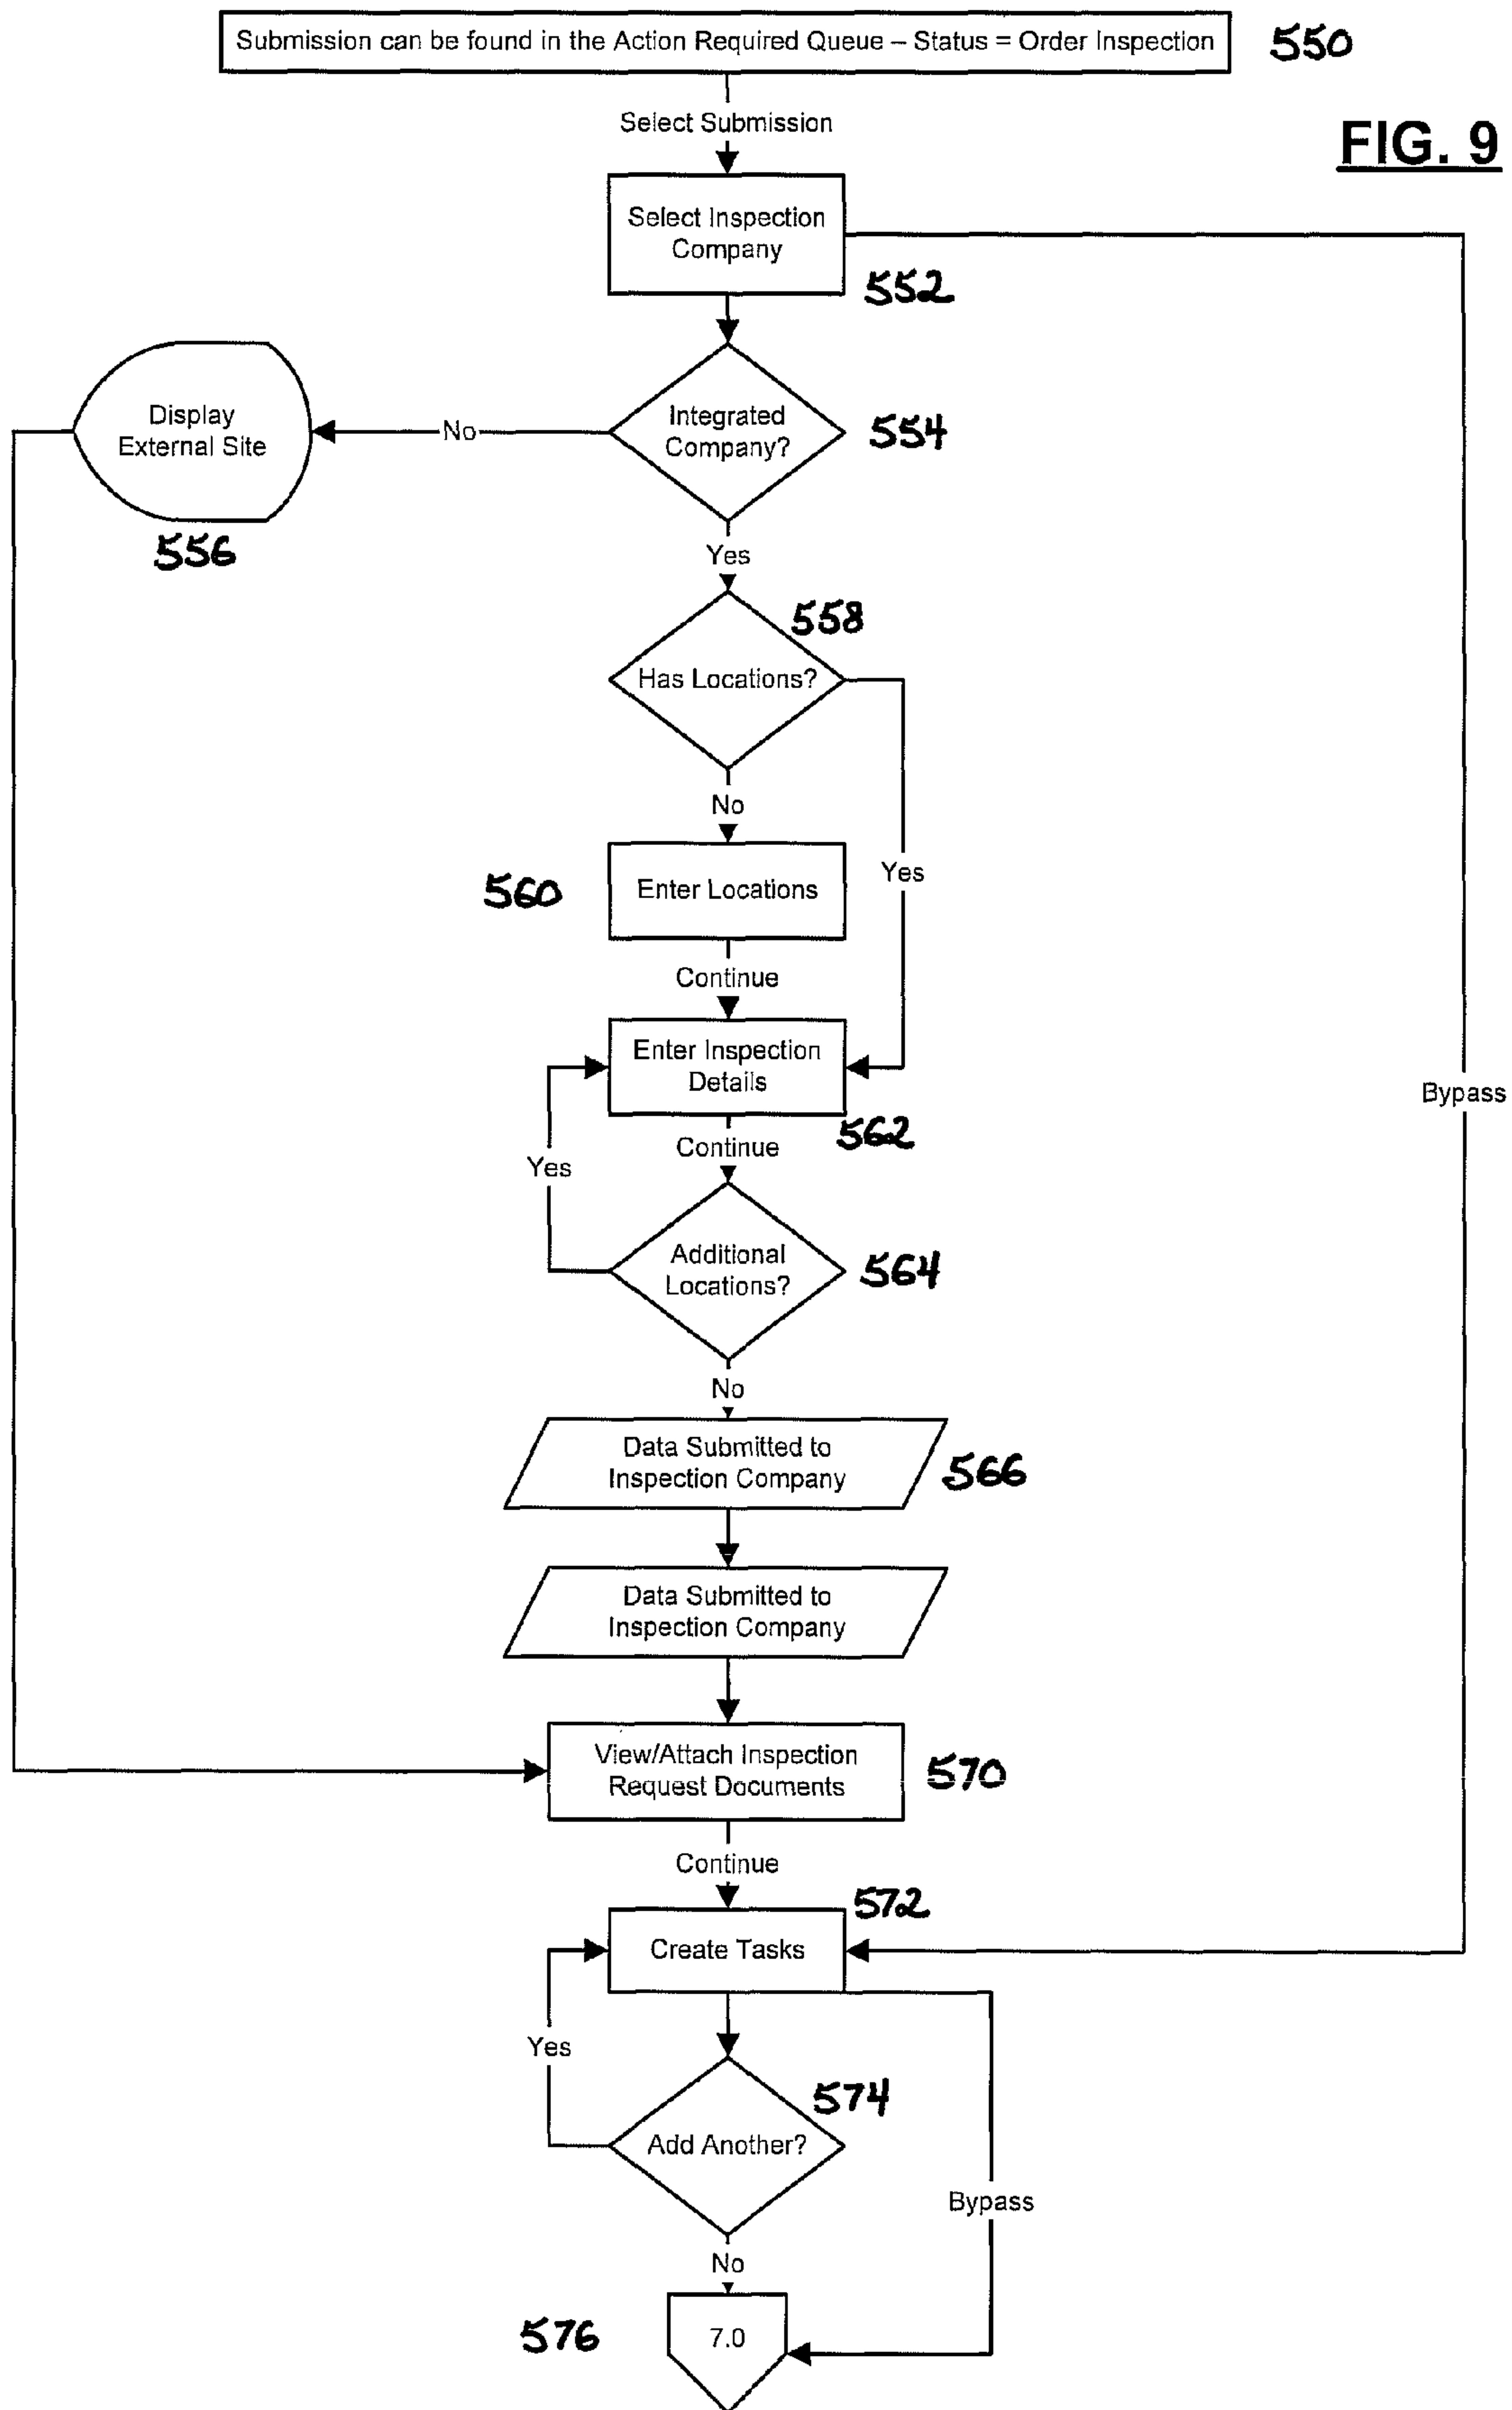 Submission can be found in the Action Required Queue – Status = Order Inspection
550
Select Submission
FIG. 9
Select Inspection
Company
552
Display
External Site
No
Integrated
Company?
554
556
Yes
558
Has Locations?
No
Yes
560
Enter Locations
Continue
Enter Inspection
Details
Bypass
562
Continue
Yes
Additional
Locations?
564
No
Data Submitted to
Inspection Company
566
Data Submitted to
Inspection Company
View/Attach Inspection
Request Documents
570
Continue
572
Create Tasks
Yes
574
Add Another?
Bypass
No
576
7.0